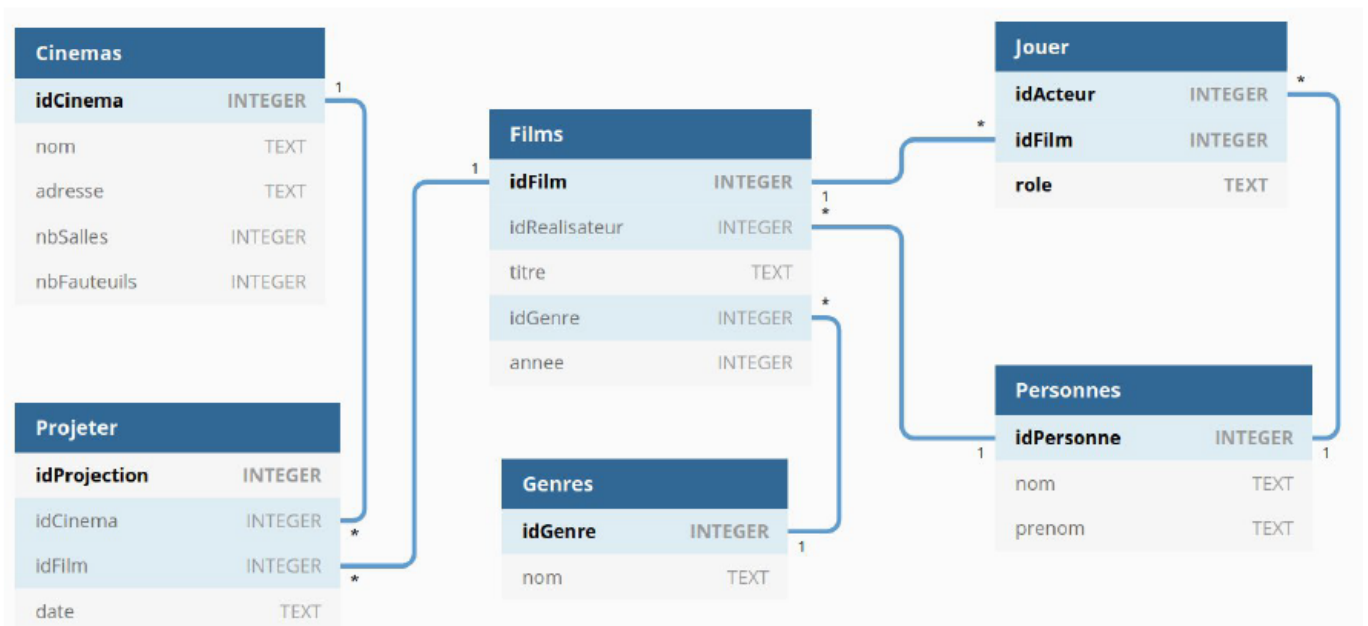 Cinemas
idCinema INTEGER
1
nom TEXT
adresse TEXT
nbSalles INTEGER
nbFauteuils INTEGER
Projeter
idProjection INTEGER
idCinema INTEGER
*
idFIlm INTEGER
*
date TEXT
Films
1
idFilm INTEGER
1
*
idRealisateur INTEGER
titre TEXT
*
idGenre INTEGER
annee INTEGER
Genres
idGenre INTEGER
1
nom TEXT
Jouer
*
idActeur INTEGER
*
idFilm INTEGER
role TEXT
Personnes
idPersonne INTEGER
1
1
nom TEXT
prenom TEXT